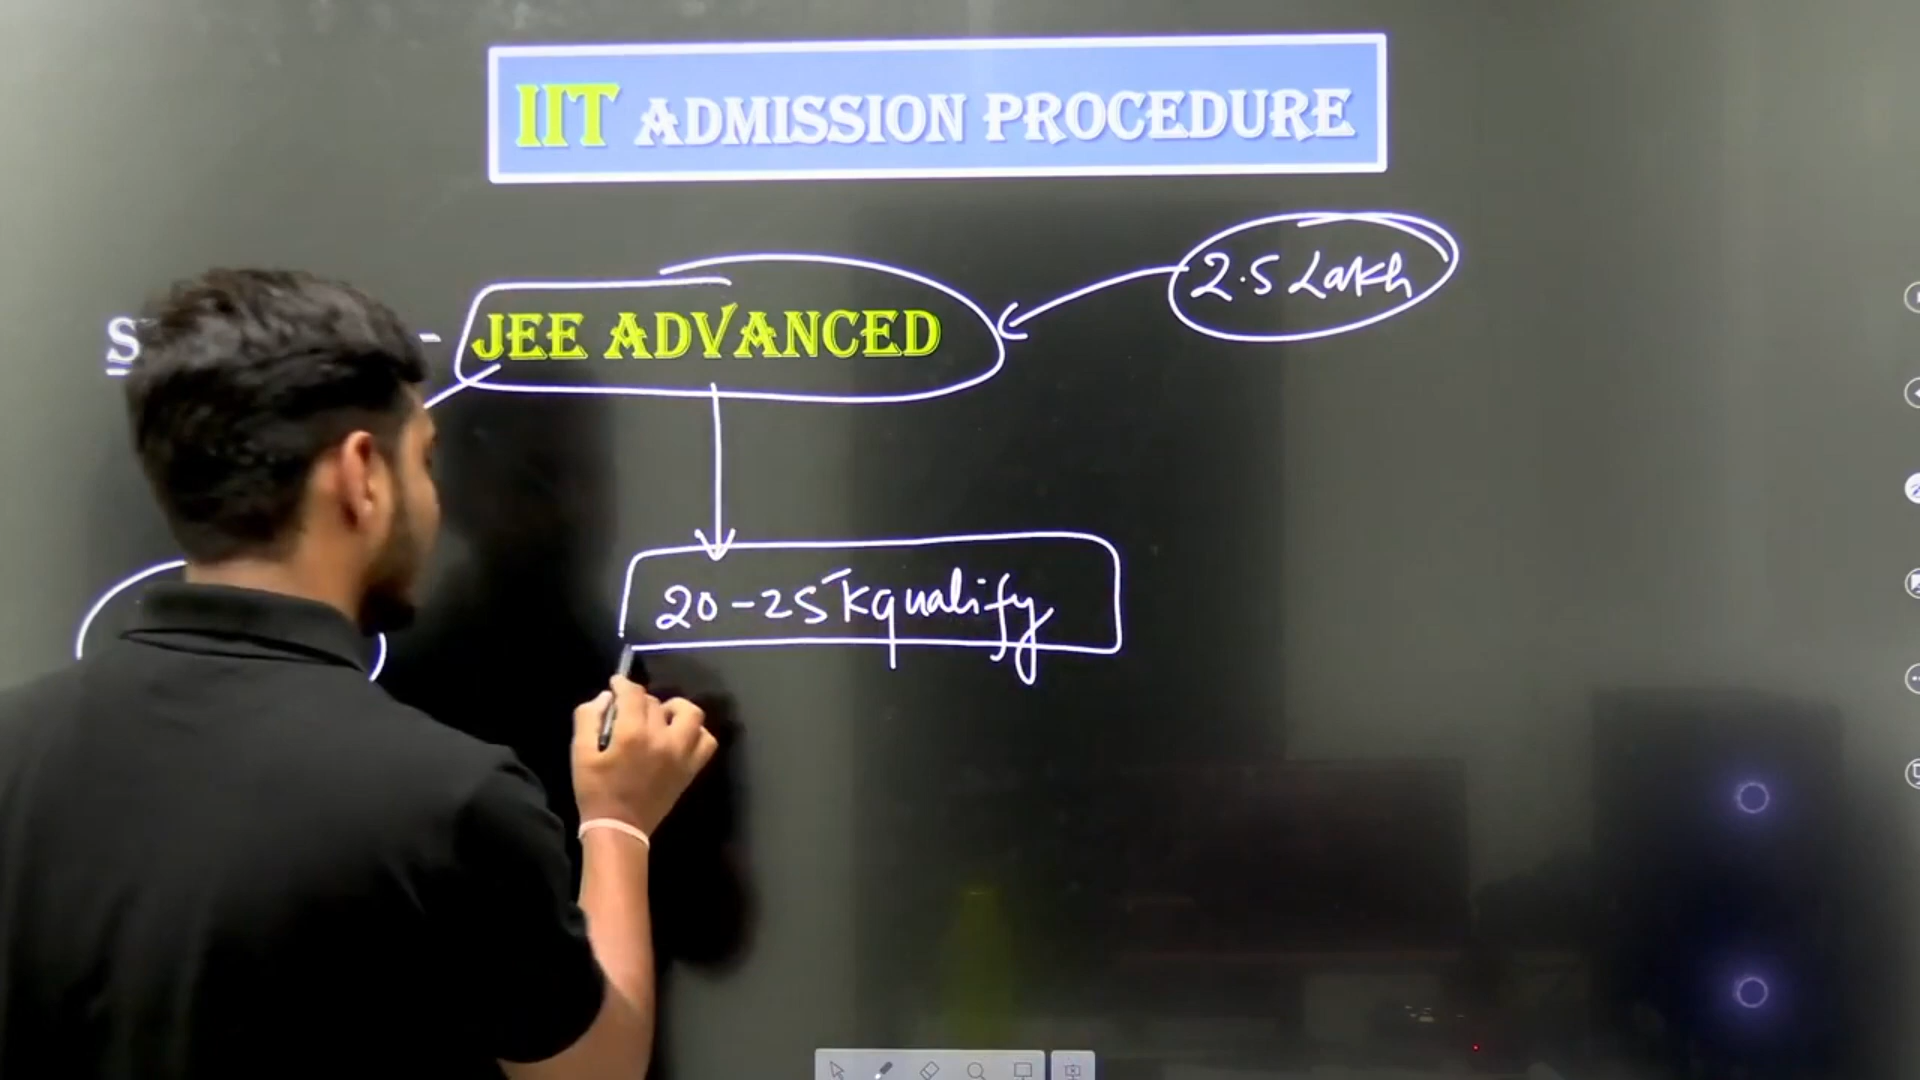 IIT ADMISSION PROCEDURE
2.5 Lakh
- JEE ADVANCED
20-25K qualify